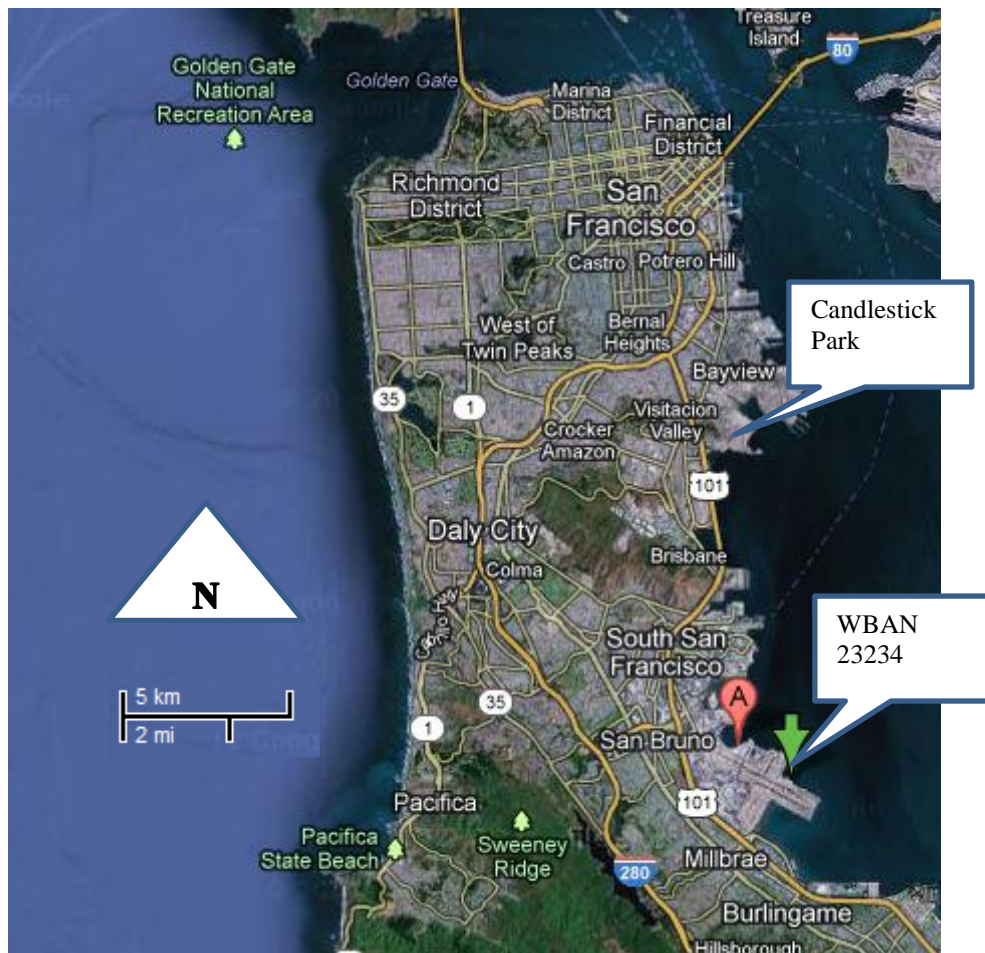 Treasure
Island
80
Golden Gate
National
Recreation Area
Golden Gate
Marina
District
Financial
District
Richmond
District
San
Francisco
Castro
Potrero Hill
Candlestick
Park
West of
Twin Peaks
Bernal
Heights
Bayview
35
1
Visitacion
Valley
Crocker
Amazon
101
Daly City
Brisbane
Colma
N
WBAN
23234
South San
Francisco
5 km
2 mi
35
A
1
San Bruno
Pacifica
101
Pacifica
State Beach
Sweeney
Ridge
280
Millbrae
Burlingame
Hillsborough